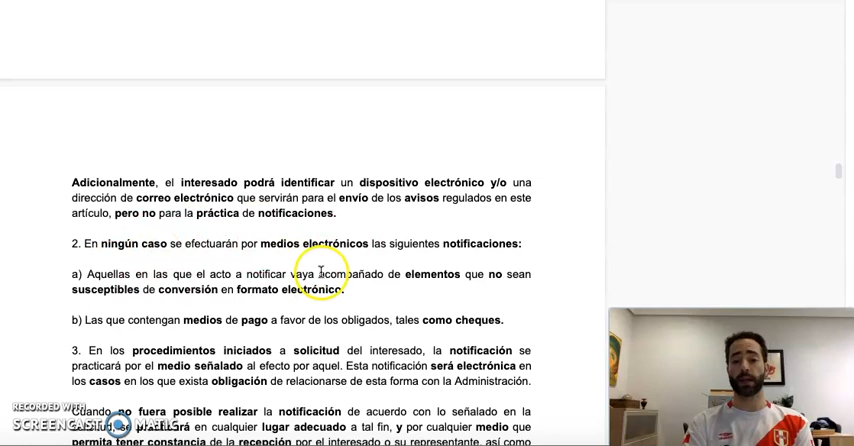 Adicionalmente, el interesado podrá identificar un dispositivo electrónico y/o una
dirección de correo electrónico que servirán para el envío de los avisos regulados en este
artículo, pero no para la práctica de notificaciones.
2. En ningún caso se efectuarán por medios electrónicos las siguientes notificaciones:
a) Aquellas en las que el acto a notificar vaya acompañado de elementos que no sean
susceptibles de conversión en formato electrónico.
b) Las que contengan medios de pago a favor de los obligados, tales como cheques.
3. En los procedimientos iniciados a solicitud del interesado, la notificación se
practicará por el medio señalado al efecto por aquel. Esta notificación será electrónica en
los casos en los que exista obligación de relacionarse de esta forma con la Administración.
Cuando no fuera posible realizar la notificación de acuerdo con lo señalado en la
se practicará en cualquier lugar adecuado a tal fin, y por cualquier medio que
permita tener constancia de la recepción por el interesado o su representante, así como
RECORDED WITH
SCREENCAST MATIC